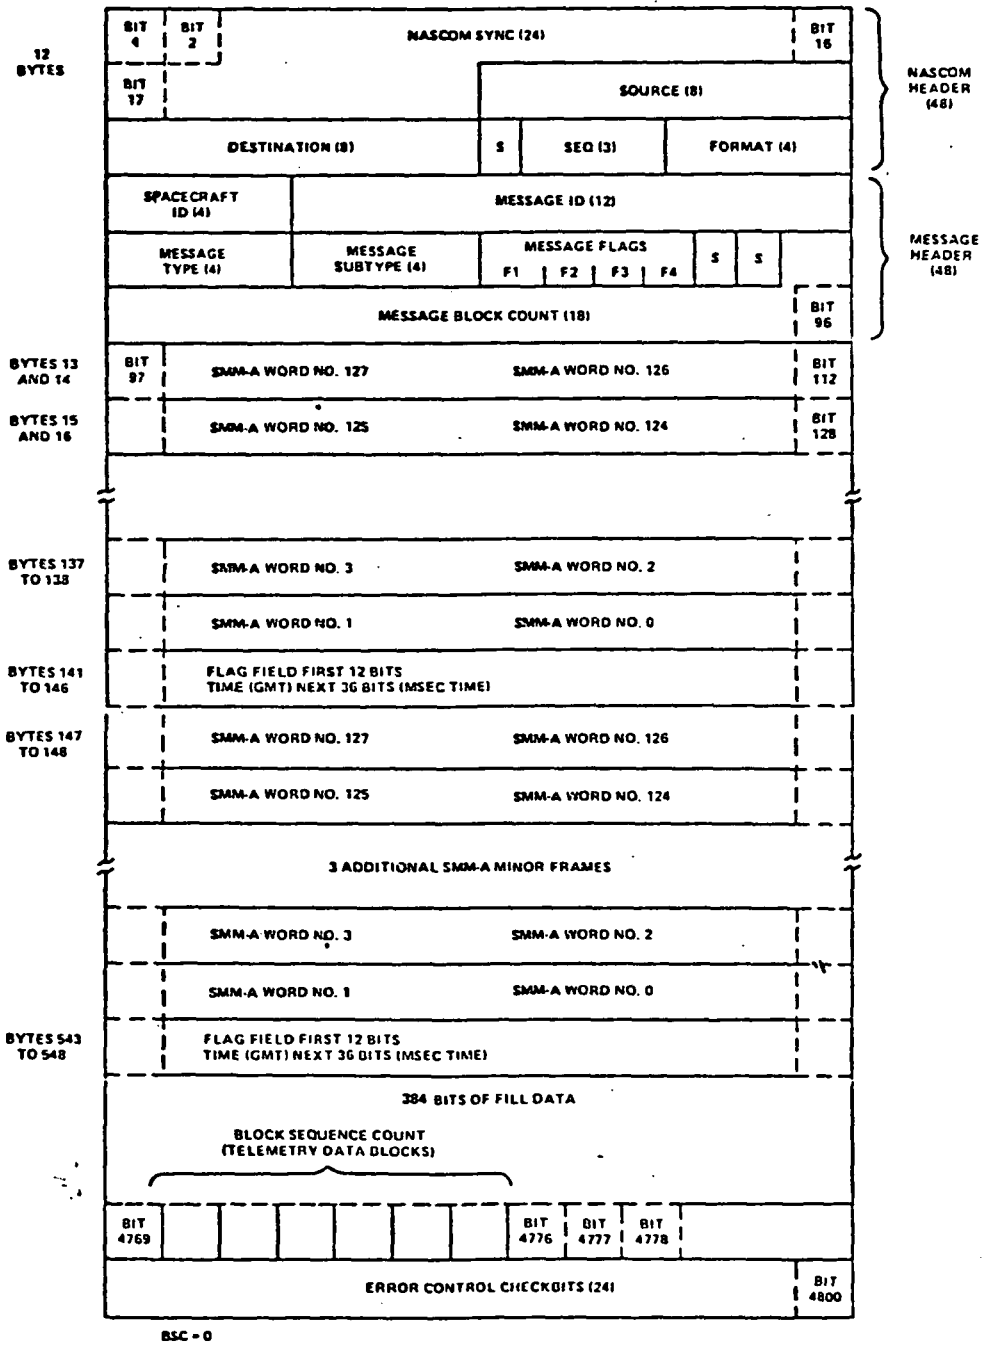 12
BYTES
BIT
4
BIT
2
NASCOM SYNC (24)
BIT
16
BIT
17
SOURCE (8)
NASCOM
HEADER
(48)
DESTINATION (8)
S
SEQ (3)
FORMAT (4)
SPACECRAFT
ID (4)
MESSAGE ID (12)
MESSAGE
TYPE (4)
MESSAGE
SUBTYPE (4)
MESSAGE FLAGS
F1
F2
F3
F4
S
S
MESSAGE
HEADER
(48)
MESSAGE BLOCK COUNT (18)
BIT
96
BYTES 13
AND 14
BIT
97
SMM-A WORD NO. 127
SMM-A WORD NO. 126
BIT
112
BYTES 15
AND 16
SMM-A WORD NO. 125
SMM-A WORD NO. 124
BIT
128
BYTES 137
TO 138
SMM-A WORD NO. 3
SMM-A WORD NO. 2
SMM-A WORD NO. 1
SMM-A WORD NO. 0
BYTES 141
TO 146
FLAG FIELD FIRST 12 BITS
TIME (GMT) NEXT 36 BITS (MSEC TIME)
BYTES 147
TO 148
SMM-A WORD NO. 127
SMM-A WORD NO. 126
SMM-A WORD NO. 125
SMM-A WORD NO. 124
3 ADDITIONAL SMM-A MINOR FRAMES
SMM-A WORD NO. 3
SMM-A WORD NO. 2
SMM-A WORD NO. 1
SMM-A WORD NO. 0
BYTES 543
TO 548
FLAG FIELD FIRST 12 BITS
TIME (GMT) NEXT 36 BITS (MSEC TIME)
384 BITS OF FILL DATA
BLOCK SEQUENCE COUNT
(TELEMETRY DATA BLOCKS)
BIT
4769
BIT
4776
BIT
4777
BIT
4778
ERROR CONTROL CHECKBITS (24)
BIT
4800
BSC = 0